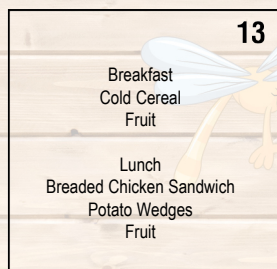 13
Breakfast
Cold Cereal
Fruit
Lunch
Breaded Chicken Sandwich
Potato Wedges
Fruit